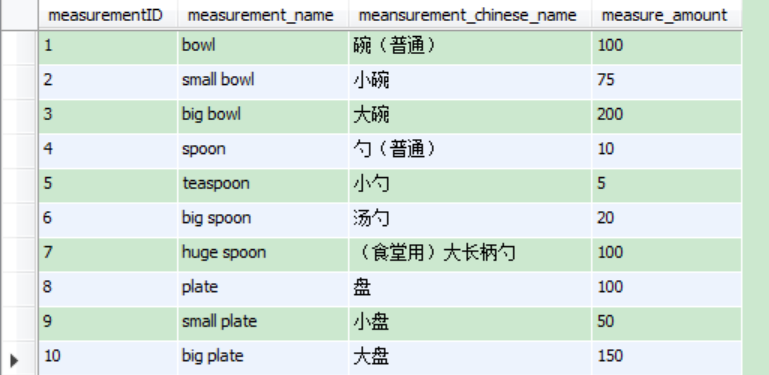 measurementID measurement_name meansurement_chinese_name measure_amount
1 bowl 碗（普通） 100
2 small bowl 小碗 75
3 big bowl 大碗 200
4 spoon 勺（普通） 10
5 teaspoon 小勺 5
6 big spoon 汤勺 20
7 huge spoon （食堂用）大长柄勺 100
8 plate 盘 100
9 small plate 小盘 50
10 big plate 大盘 150